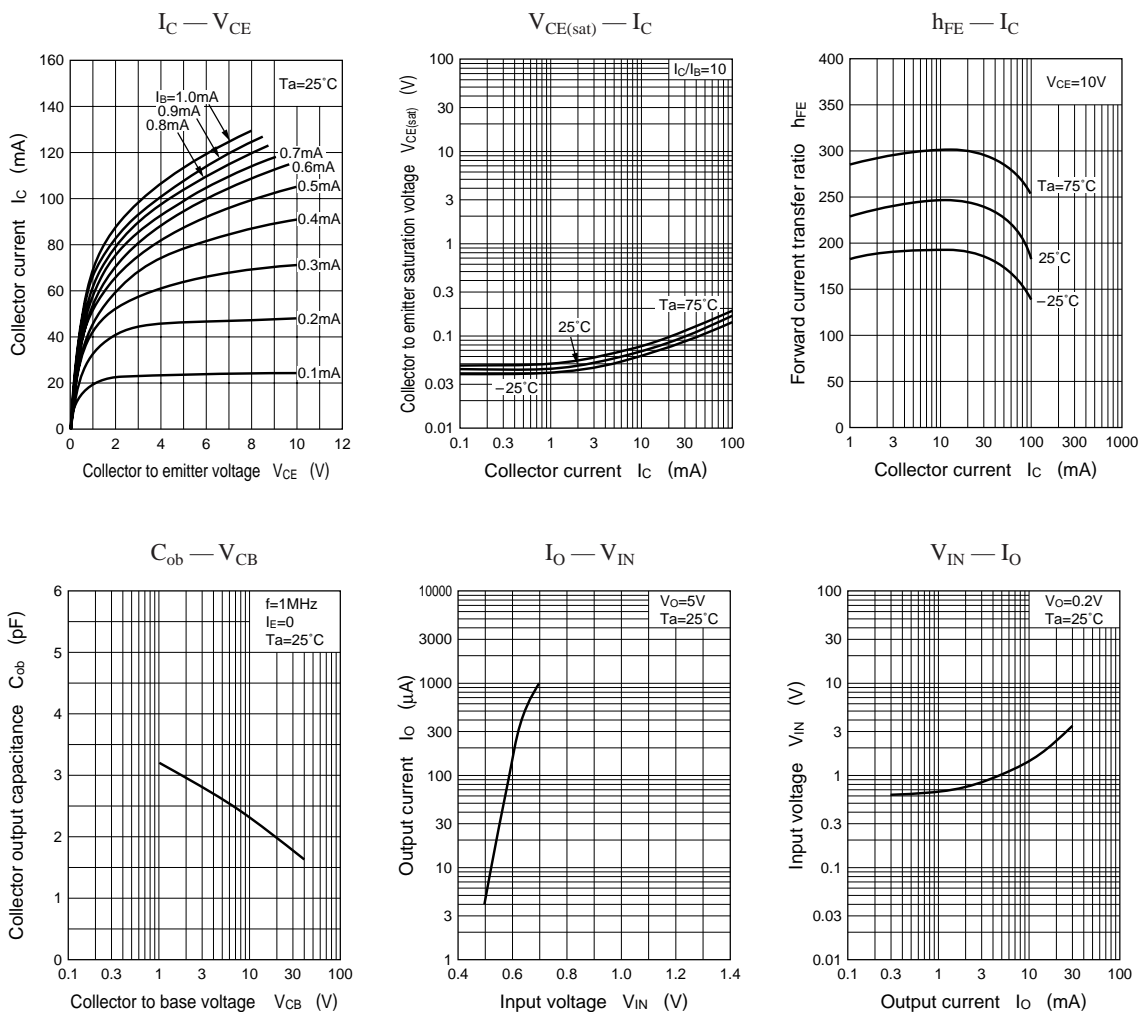 I_C — V_CE
160
140
120
100
80
60
40
20
0
0 2 4 6 8 10 12
Collector current I_C (mA)
Collector to emitter voltage V_CE (V)
Ta=25˚C
I_B=1.0mA
0.9mA
0.8mA
0.7mA
0.6mA
0.5mA
0.4mA
0.3mA
0.2mA
0.1mA
V_CE(sat) — I_C
100
30
10
3
1
0.3
0.1
0.03
0.01
0.1 0.3 1 3 10 30 100
Collector to emitter saturation voltage V_CE(sat) (V)
Collector current I_C (mA)
I_C/I_B=10
Ta=75˚C
25˚C
–25˚C
h_FE — I_C
400
350
300
250
200
150
100
50
0
1 3 10 30 100 300 1000
Forward current transfer ratio h_FE
Collector current I_C (mA)
V_CE=10V
Ta=75˚C
25˚C
–25˚C
C_ob — V_CB
6
5
4
3
2
1
0
0.1 0.3 1 3 10 30 100
Collector output capacitance C_ob (pF)
Collector to base voltage V_CB (V)
f=1MHz
I_E=0
Ta=25˚C
I_O — V_IN
10000
3000
1000
300
100
30
10
3
1
0.4 0.6 0.8 1.0 1.2 1.4
Output current I_O (µA)
Input voltage V_IN (V)
V_O=5V
Ta=25˚C
V_IN — I_O
100
30
10
3
1
0.3
0.1
0.03
0.01
0.1 0.3 1 3 10 30 100
Input voltage V_IN (V)
Output current I_O (mA)
V_O=0.2V
Ta=25˚C